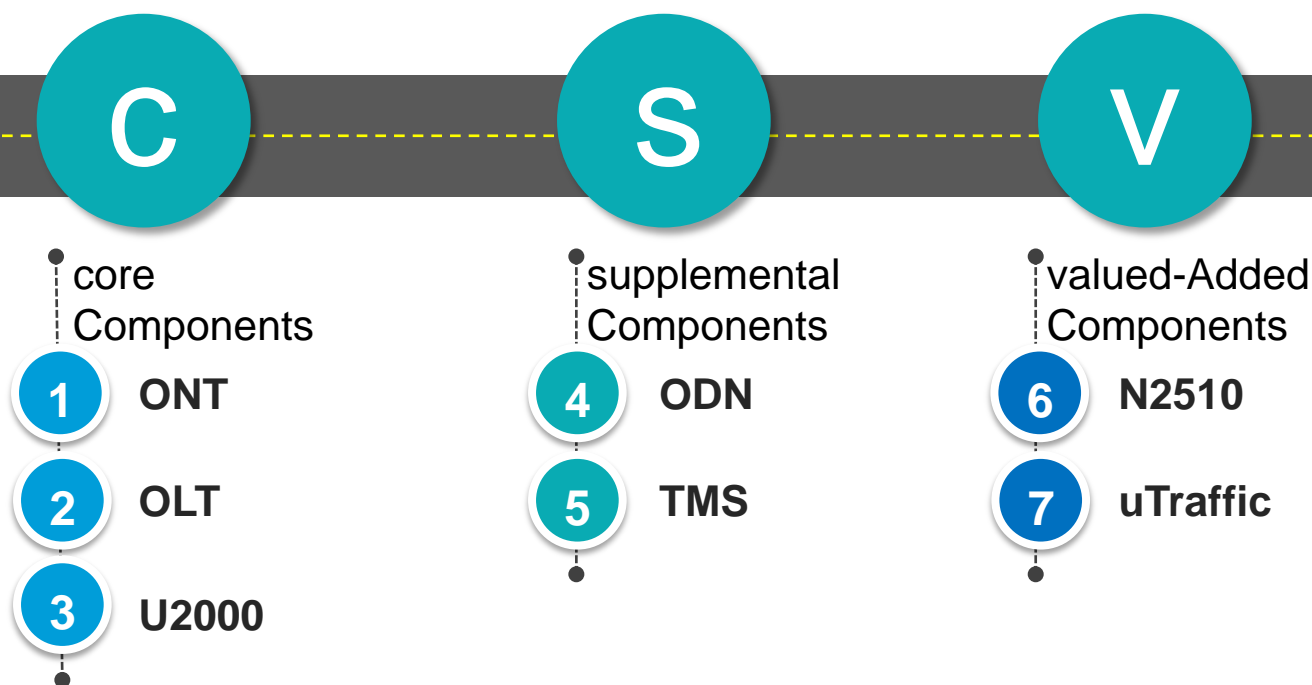 c
s
v
core
Components
1 ONT
2 OLT
3 U2000
supplemental
Components
4 ODN
5 TMS
valued-Added
Components
6 N2510
7 uTraffic